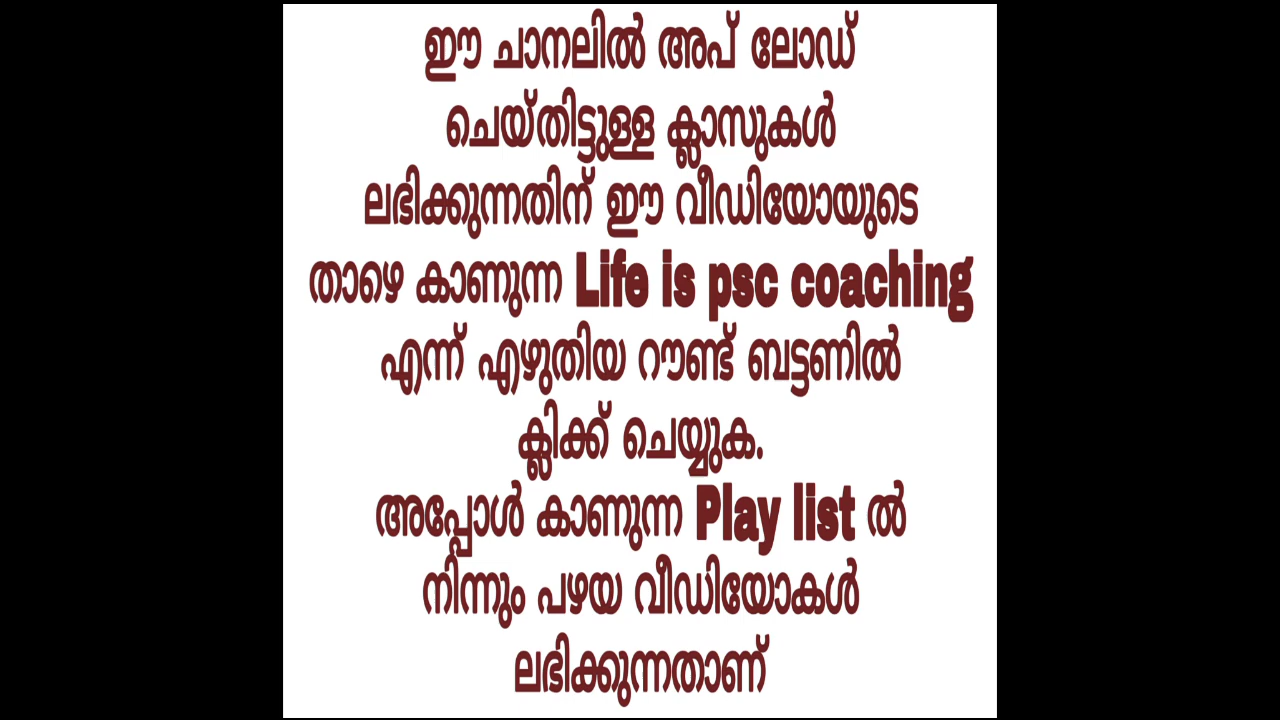 ഈ ചാനലിൽ അപ് ലോഡ്
ചെയ്തിട്ടുള്ള ക്ലാസുകൾ
ലഭിക്കുന്നതിന് ഈ വീഡിയോയുടെ
താഴെ കാണുന്ന Life is psc coaching
എന്ന് എഴുതിയ റൗണ്ട് ബട്ടണിൽ
ക്ലിക്ക് ചെയ്യുക.
അപ്പോൾ കാണുന്ന Play list ൽ
നിന്നും പഴയ വീഡിയോകൾ
ലഭിക്കുന്നതാണ്